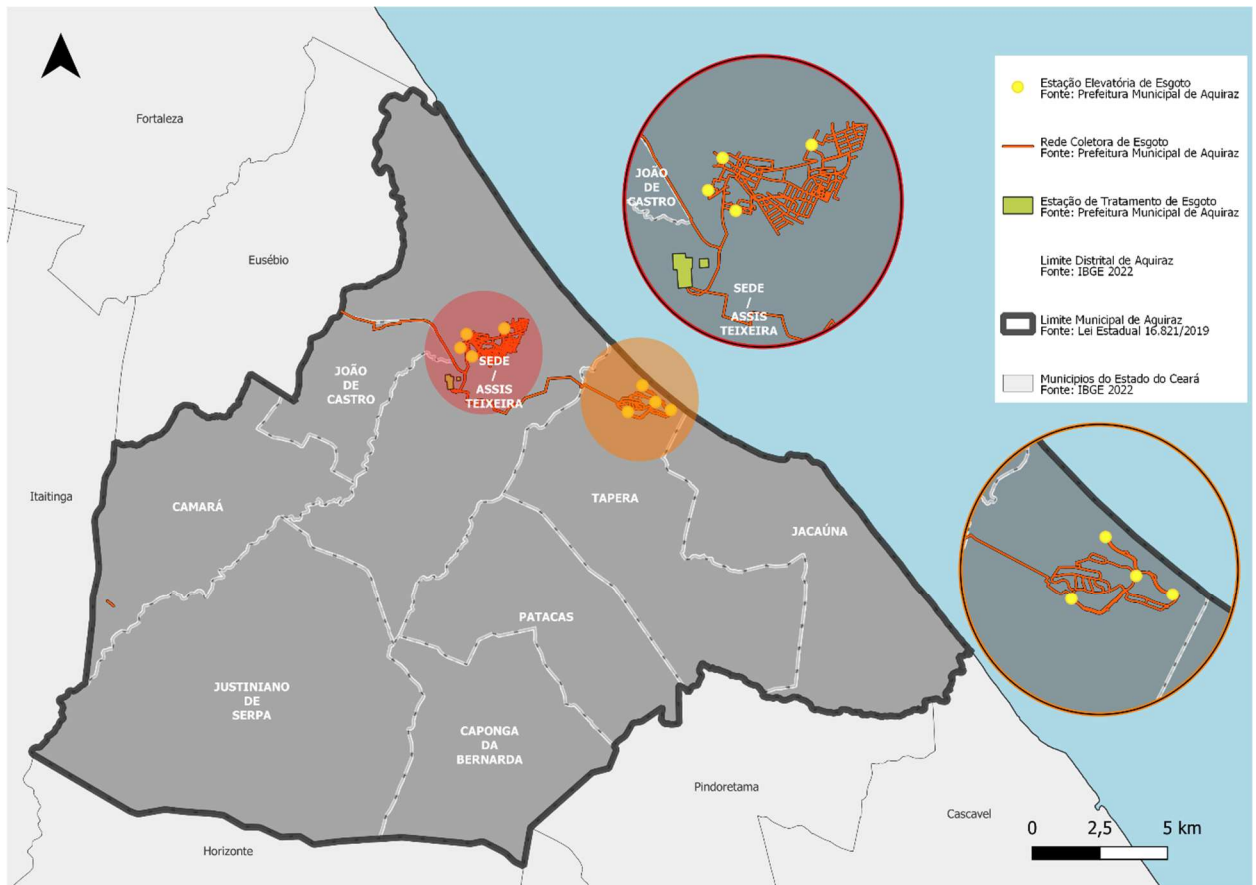 Fortaleza
Eusébio
Itaitinga
Horizonte
Pindoretama
Cascavel
JOÃO
DE
CASTRO
SEDE
/
ASSIS
TEIXEIRA
CAMARÁ
TAPERA
JACAÚNA
PATACAS
JUSTINIANO
DE
SERPA
CAPONGA
DA
BERNARDA
JOÃO
DE
CASTRO
SEDE
/
ASSIS
TEIXEIRA
Estação Elevatória de Esgoto
Fonte: Prefeitura Municipal de Aquiraz
Rede Coletora de Esgoto
Fonte: Prefeitura Municipal de Aquiraz
Estação de Tratamento de Esgoto
Fonte: Prefeitura Municipal de Aquiraz
Limite Distrital de Aquiraz
Fonte: IBGE 2022
Limite Municipal de Aquiraz
Fonte: Lei Estadual 16.821/2019
Municipios do Estado do Ceará
Fonte: IBGE 2022
0 2,5 5 km